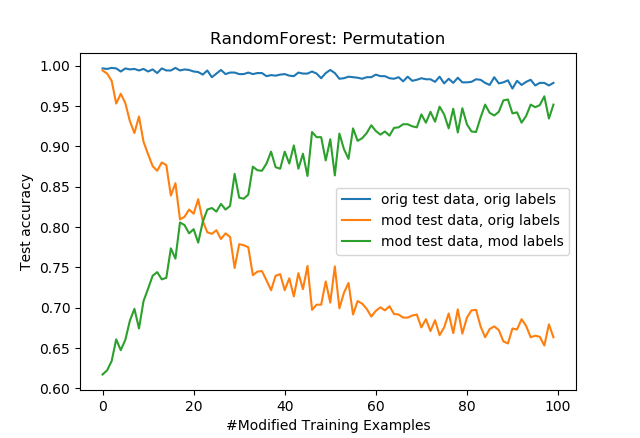 RandomForest: Permutation
1.00
0.95
0.90
0.85
0.80
0.75
0.70
0.65
0.60
Test accuracy
orig test data, orig labels
mod test data, orig labels
mod test data, mod labels
0 20 40 60 80 100
#Modified Training Examples